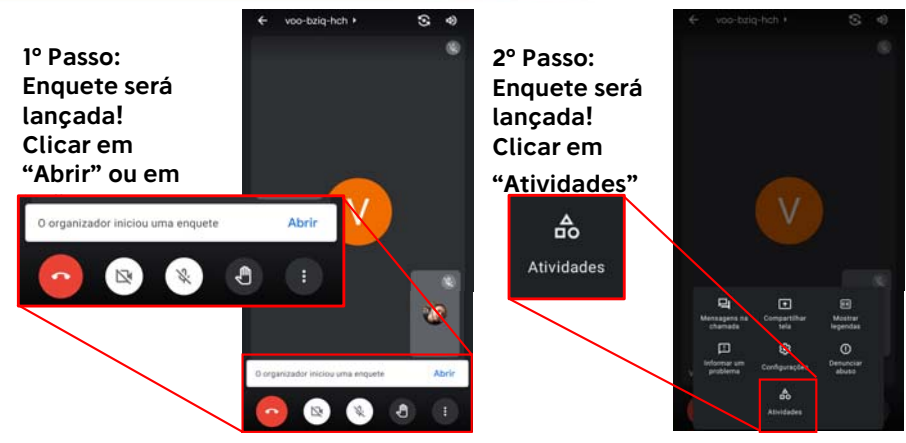 1º Passo:
Enquete será
lançada!
Clicar em
“Abrir” ou em
O organizador iniciou uma enquete
Abrir
voo-bziq-hch
V
O organizador iniciou uma enquete
Abrir
2º Passo:
Enquete será
lançada!
Clicar em
“Atividades”
Atividades
voo-bziq-hch
V
Mensagens na
chamada
Compartilhar
tela
Mostrar
legendas
Informar um
problema
Configurações
Denunciar
abuso
Atividades